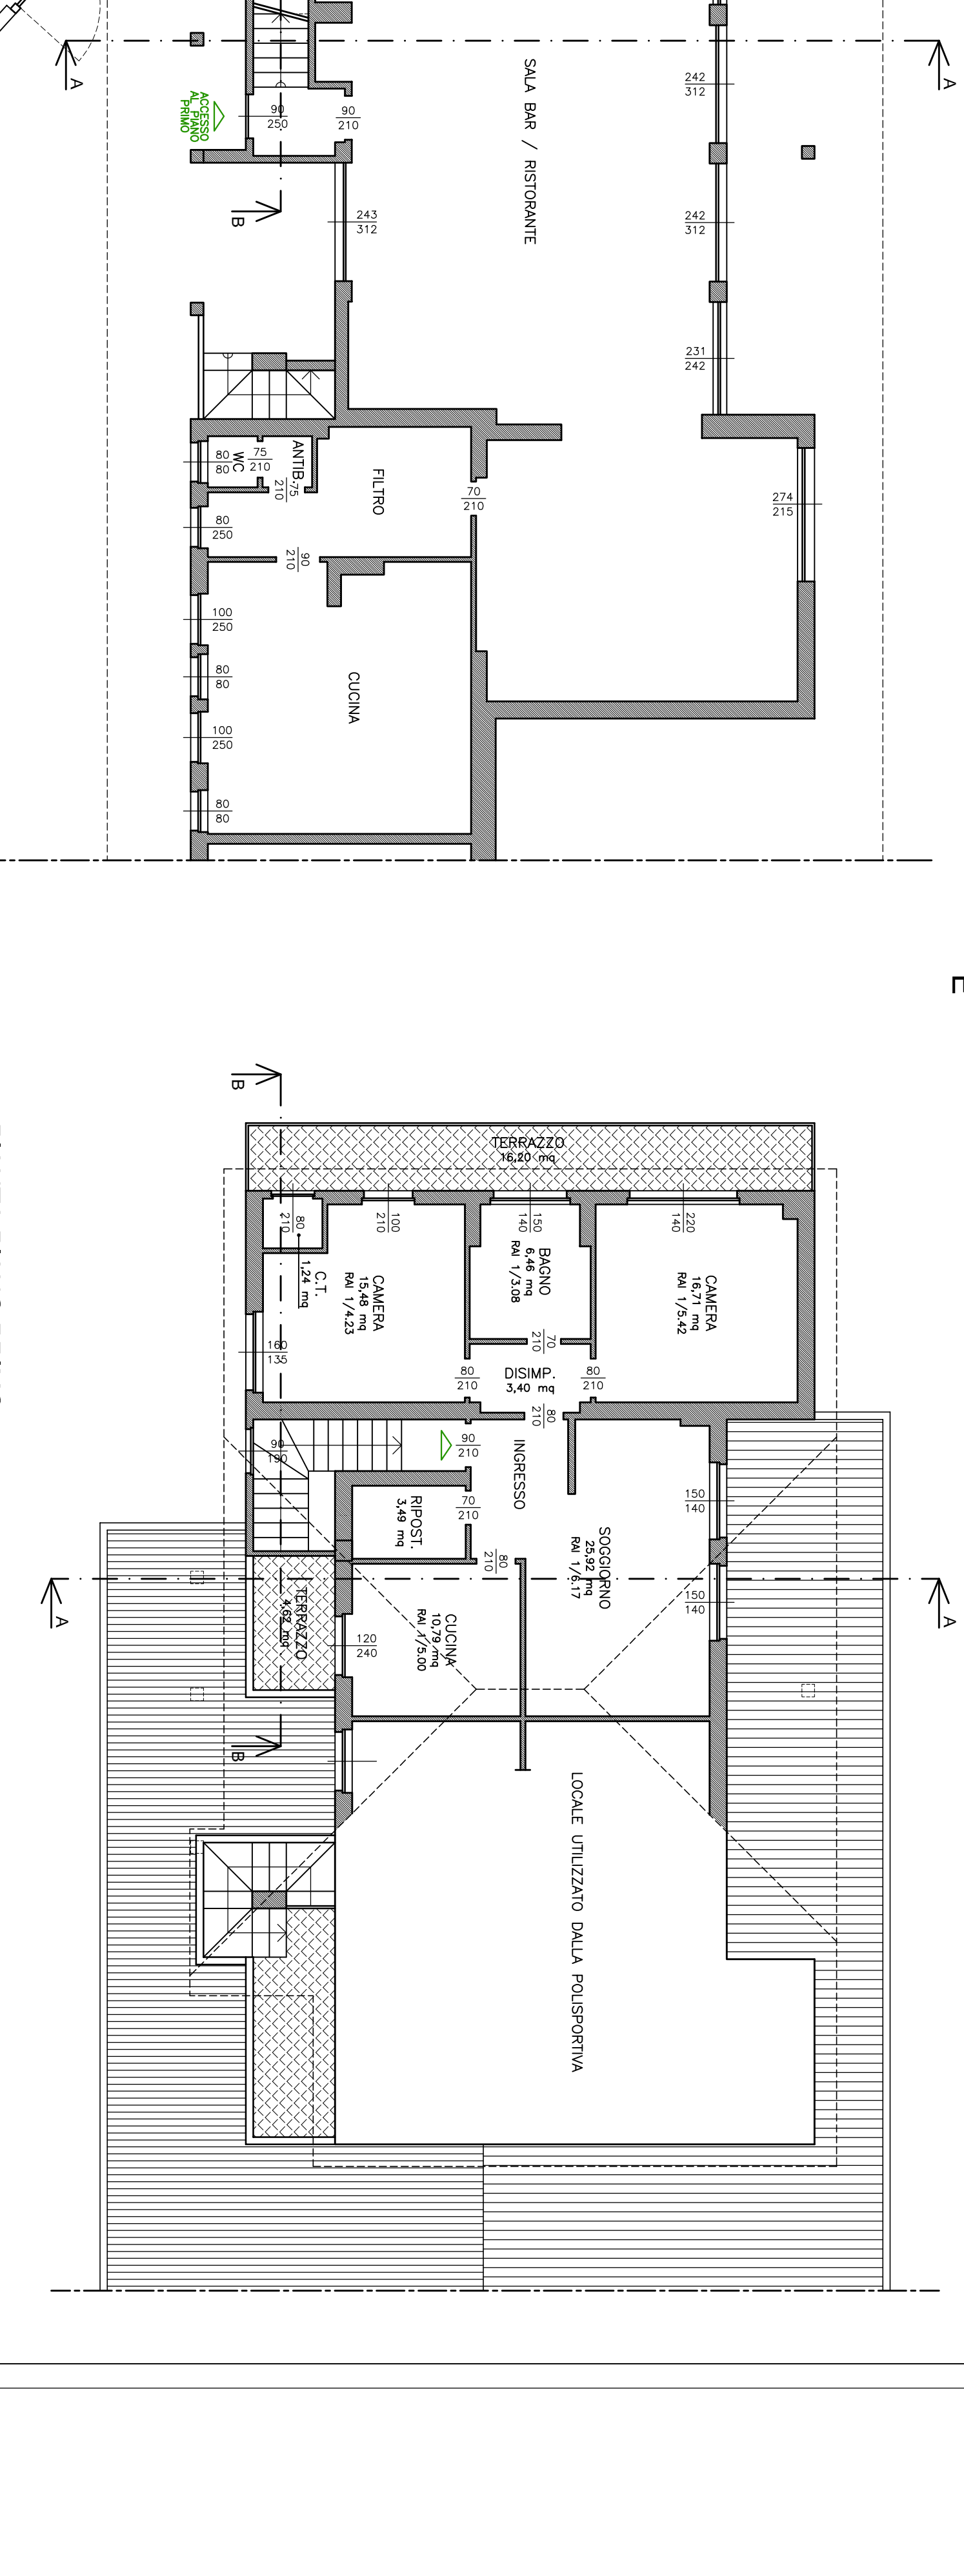 A
A
ACCESSO
AL PIANO
PRIMO
90
250
90
210
SALA BAR / RISTORANTE
242
312
B
243
312
242
312
231
242
WC
80
80
75
210
ANTIB.
75
210
FILTRO
70
210
274
215
80
250
90
210
100
250
CUCINA
80
80
100
250
80
80
B
TERRAZZO
16,20 mq
80
210
100
210
150
140
220
140
C.T.
1,24 mq
CAMERA
15,48 mq
RAI 1/4.23
BAGNO
6,46 mq
RAI 1/3.08
CAMERA
16,71 mq
RAI 1/5.42
160
135
70
210
80
210
DISIMP.
3,40 mq
80
210
80
210
90
190
90
210
INGRESSO
RIPOST.
3,49 mq
70
210
150
140
80
210
SOGGIORNO
25,92 mq
RAI 1/6.17
A
A
TERRAZZO
4,62 mq
120
240
CUCINA
10,79 mq
RAI 1/5.00
150
140
B
LOCALE UTILIZZATO DALLA POLISPORTIVA